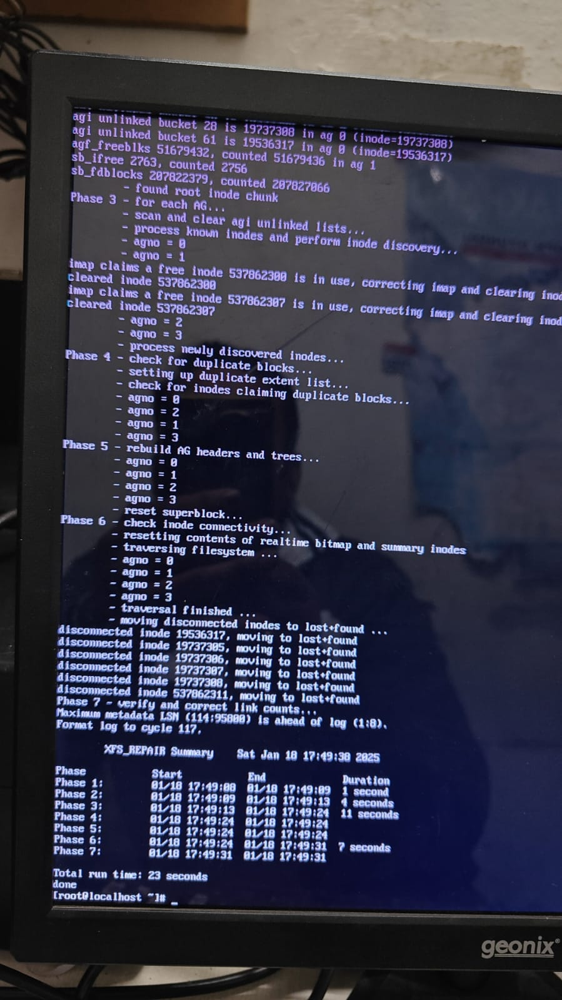 agi unlinked bucket 28 is 19737308 in ag 0 (inode=19737308)
agi unlinked bucket 61 is 19536317 in ag 0 (inode=19536317)
agf_freeblks 51679432, counted 51679436 in ag 1
sb_ifree 2763, counted 2756
sb_fdblocks 207822379, counted 207827066
- found root inode chunk
Phase 3 - for each AG...
- scan and clear agi unlinked lists...
- process known inodes and perform inode discovery...
- agno = 0
- agno = 1
imap claims a free inode 537862300 is in use, correcting imap and clearing inod
cleared inode 537862300
imap claims a free inode 537862307 is in use, correcting imap and clearing inod
cleared inode 537862307
- agno = 2
- agno = 3
- process newly discovered inodes...
Phase 4 - check for duplicate blocks...
- setting up duplicate extent list...
- check for inodes claiming duplicate blocks...
- agno = 0
- agno = 2
- agno = 1
- agno = 3
Phase 5 - rebuild AG headers and trees...
- agno = 0
- agno = 1
- agno = 2
- agno = 3
- reset superblock...
Phase 6 - check inode connectivity...
- resetting contents of realtime bitmap and summary inodes
- traversing filesystem ...
- agno = 0
- agno = 1
- agno = 2
- agno = 3
- traversal finished ...
- moving disconnected inodes to lost+found ...
disconnected inode 19536317, moving to lost+found
disconnected inode 19737305, moving to lost+found
disconnected inode 19737306, moving to lost+found
disconnected inode 19737307, moving to lost+found
disconnected inode 19737308, moving to lost+found
disconnected inode 537862311, moving to lost+found
Phase 7 - verify and correct link counts...
Maximum metadata LSN (114:95800) is ahead of log (1:8).
Format log to cycle 117.
XFS_REPAIR Summary Sat Jan 18 17:49:38 2025
Phase Start End Duration
Phase 1: 01/18 17:49:08 01/18 17:49:09 1 second
Phase 2: 01/18 17:49:09 01/18 17:49:13 4 seconds
Phase 3: 01/18 17:49:13 01/18 17:49:24 11 seconds
Phase 4: 01/18 17:49:24 01/18 17:49:24
Phase 5: 01/18 17:49:24 01/18 17:49:24
Phase 6: 01/18 17:49:24 01/18 17:49:31 7 seconds
Phase 7: 01/18 17:49:31 01/18 17:49:31
Total run time: 23 seconds
done
[root@localhost ~]# _
geonix®